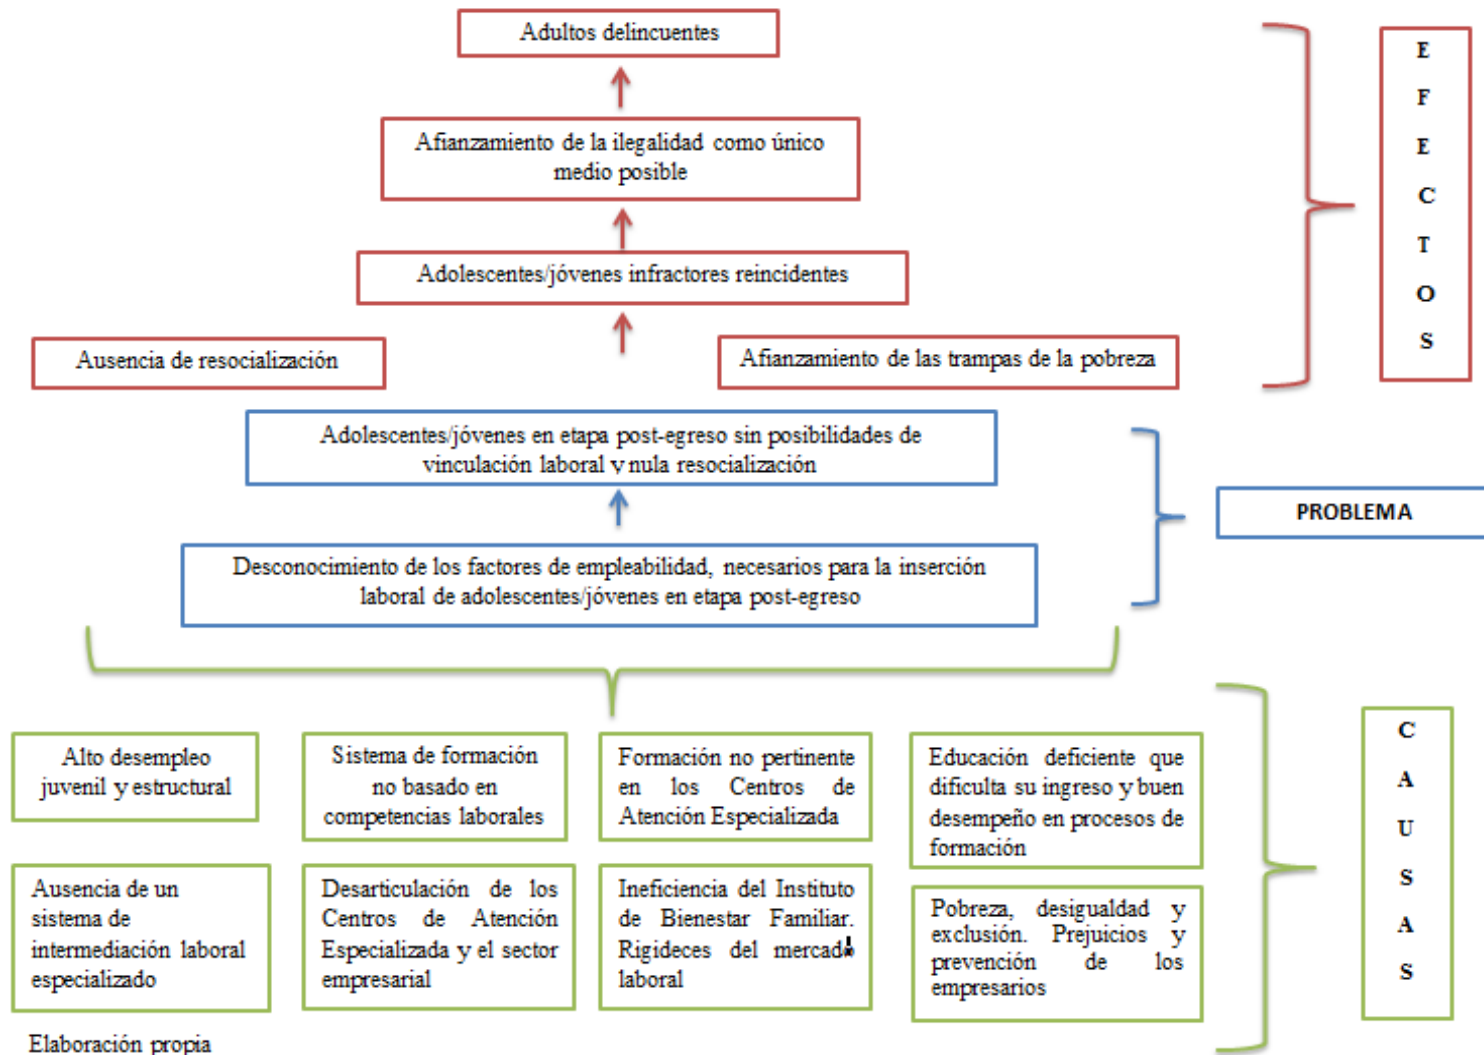 Adultos delincuentes
Afianzamiento de la ilegalidad como único
medio posible
Adolescentes/jóvenes infractores reincidentes
Ausencia de resocialización
Afianzamiento de las trampas de la pobreza
E
F
E
C
T
O
S
Adolescentes/jóvenes en etapa post-egreso sin posibilidades de
vinculación laboral y nula resocialización
Desconocimiento de los factores de empleabilidad, necesarios para la inserción
laboral de adolescentes/jóvenes en etapa post-egreso
PROBLEMA
Alto desempleo
juvenil y estructural
Sistema de formación
no basado en
competencias laborales
Formación no pertinente
en los Centros de
Atención Especializada
Educación deficiente que
dificulta su ingreso y buen
desempeño en procesos de
formación
Ausencia de un
sistema de
intermediación laboral
especializado
Desarticulación de los
Centros de Atención
Especializada y el sector
empresarial
Ineficiencia del Instituto
de Bienestar Familiar.
Rigideces del mercado
laboral
Pobreza, desigualdad y
exclusión. Prejuicios y
prevención de los
empresarios
C
A
U
S
A
S
Elaboración propia